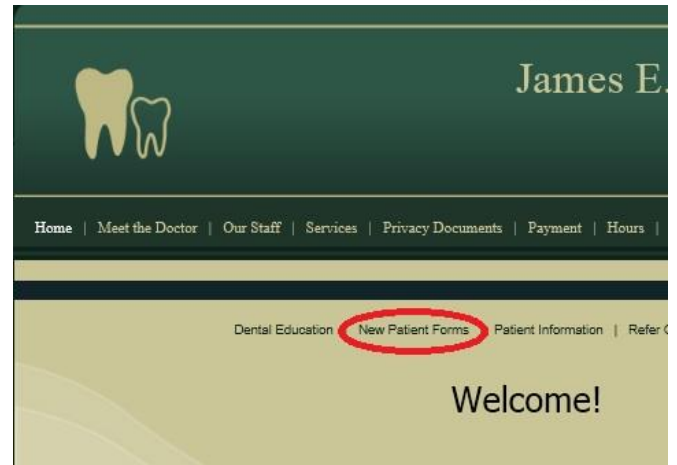 James E.
Home | Meet the Doctor | Our Staff | Services | Privacy Documents | Payment | Hours |
Dental Education New Patient Forms Patient Information | Refer
Welcome!